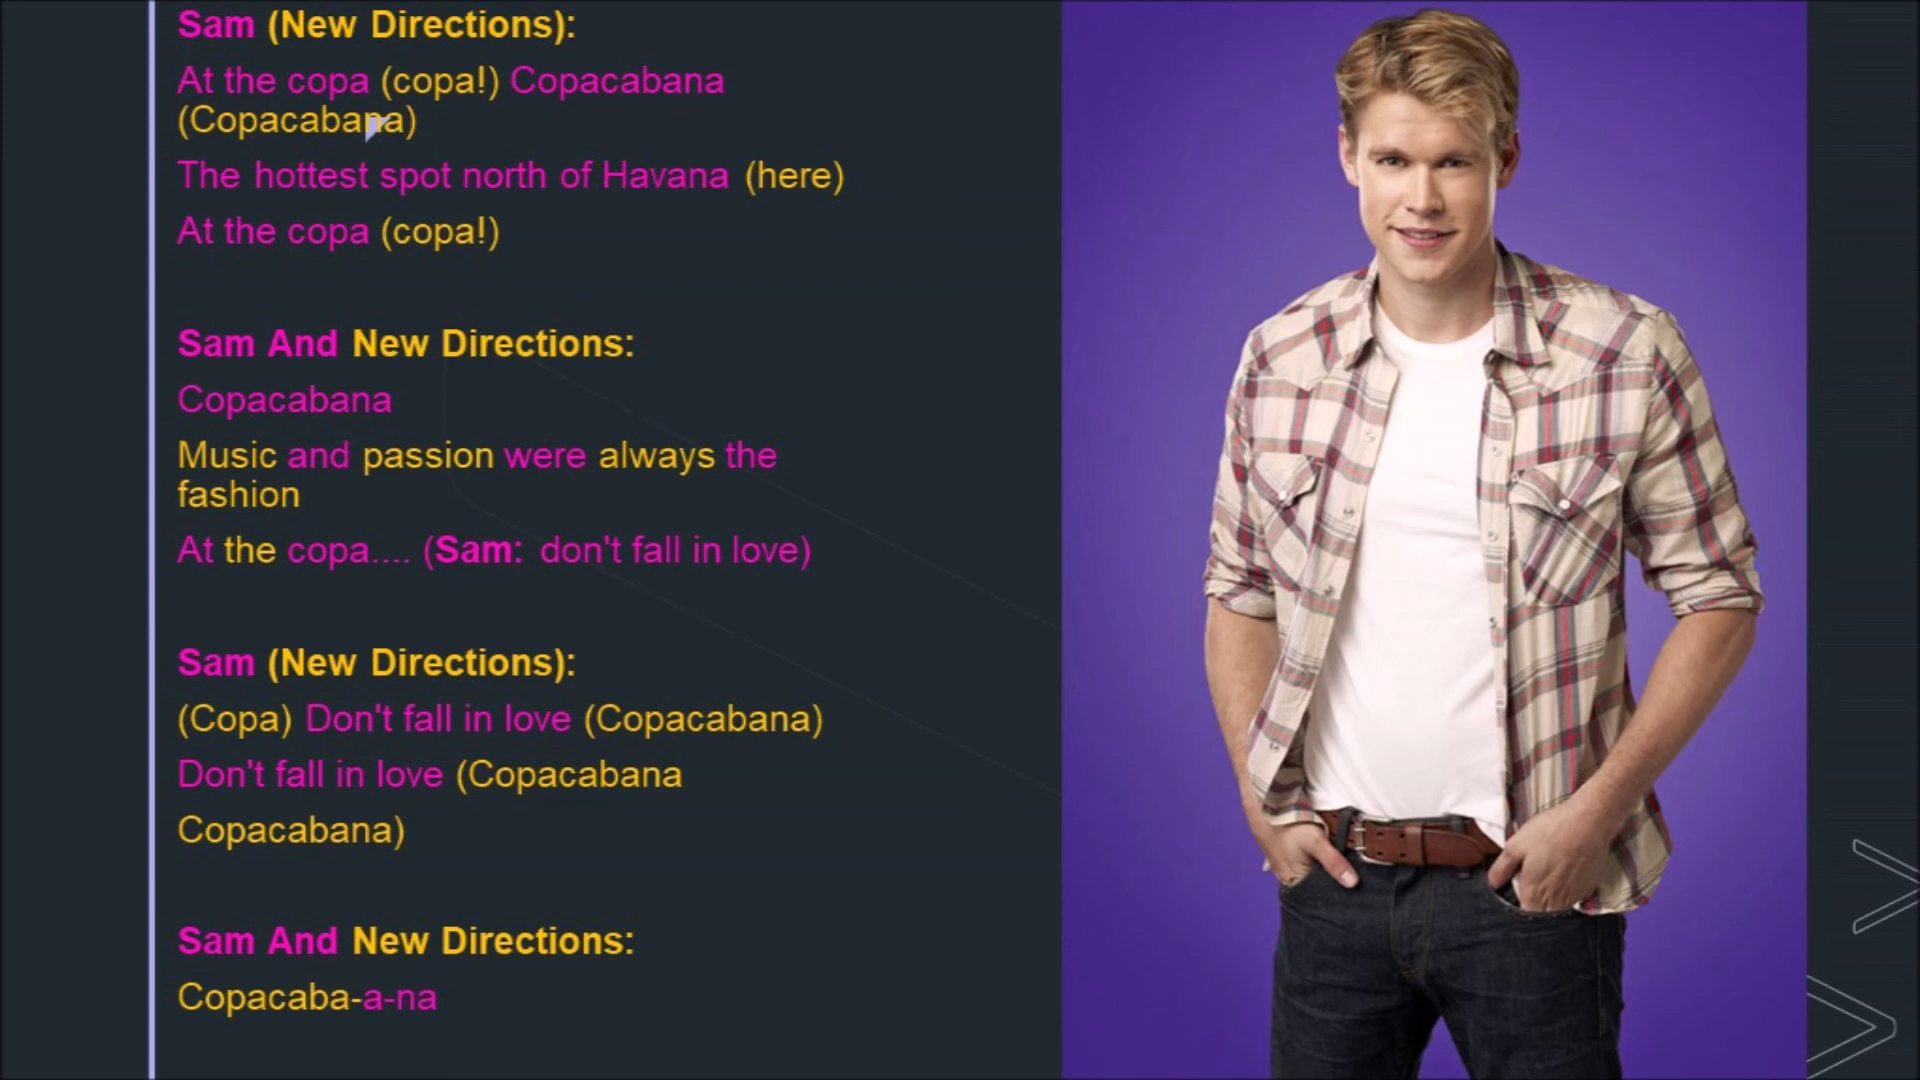 Sam (New Directions):
At the copa (copa!) Copacabana
(Copacabana)
The hottest spot north of Havana (here)
At the copa (copa!)
Sam And New Directions:
Copacabana
Music and passion were always the
fashion
At the copa.... (Sam: don't fall in love)
Sam (New Directions):
(Copa) Don't fall in love (Copacabana)
Don't fall in love (Copacabana
Copacabana)
Sam And New Directions:
Copacaba-a-na